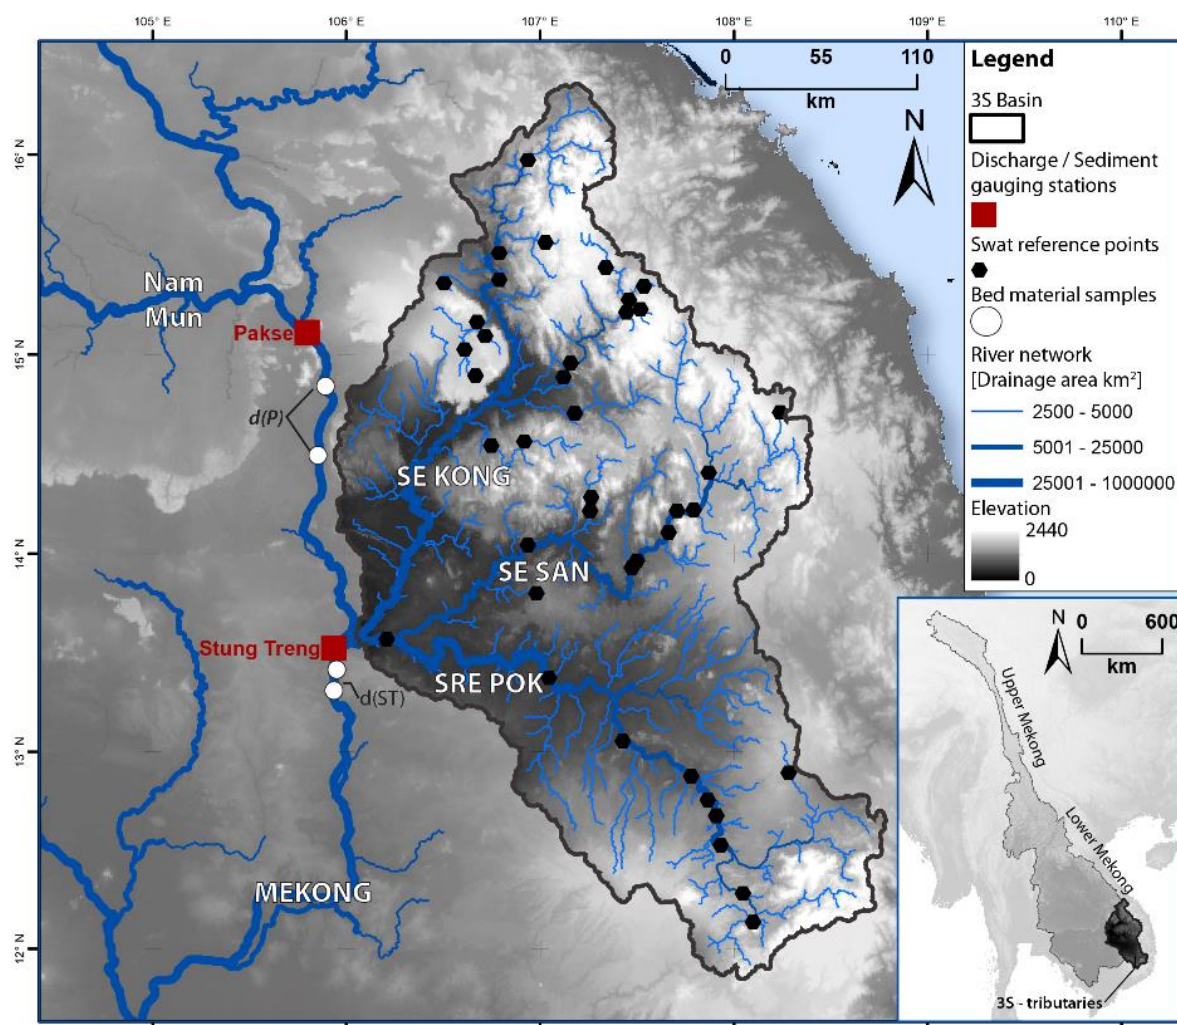 105° E
106° E
107° E
108° E
109° E
110° E
16° N
15° N
14° N
13° N
12° N
0 55 110
km
N
Nam
Mun
Pakse
d(P)
SE KONG
SE SAN
Stung Treng
SRE POK
d(ST)
MEKONG
Legend
3S Basin
Discharge / Sediment
gauging stations
Swat reference points
Bed material samples
River network
[Drainage area km²]
2500 - 5000
5001 - 25000
25001 - 1000000
Elevation
2440
0
N
0 600
km
Upper Mekong
Lower Mekong
3S - tributaries